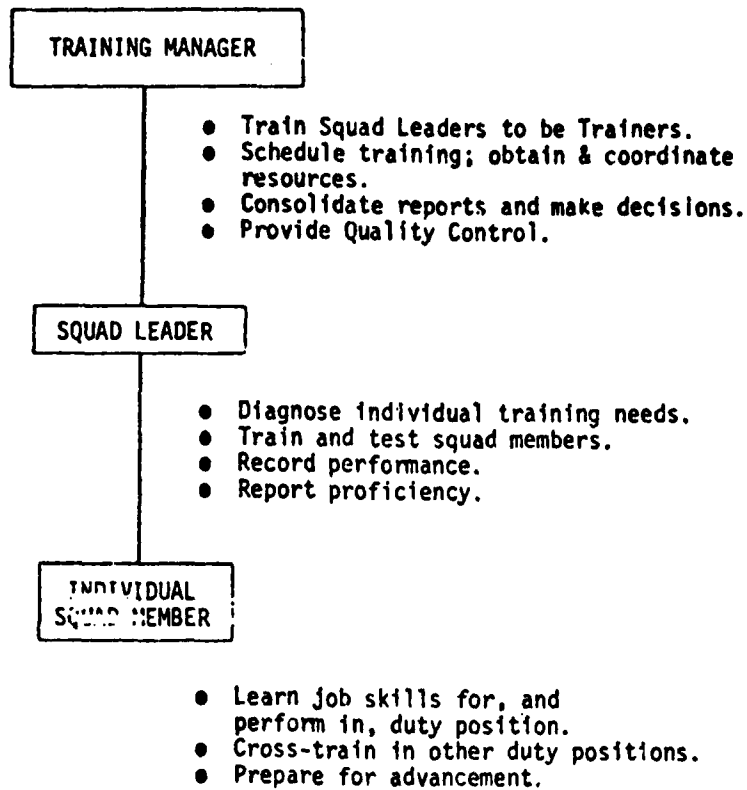 TRAINING MANAGER
● Train Squad Leaders to be Trainers.
● Schedule training; obtain & coordinate
resources.
● Consolidate reports and make decisions.
● Provide Quality Control.
SQUAD LEADER
● Diagnose individual training needs.
● Train and test squad members.
● Record performance.
● Report proficiency.
INDIVIDUAL
SQUAD MEMBER
● Learn job skills for, and
perform in, duty position.
● Cross-train in other duty positions.
● Prepare for advancement.